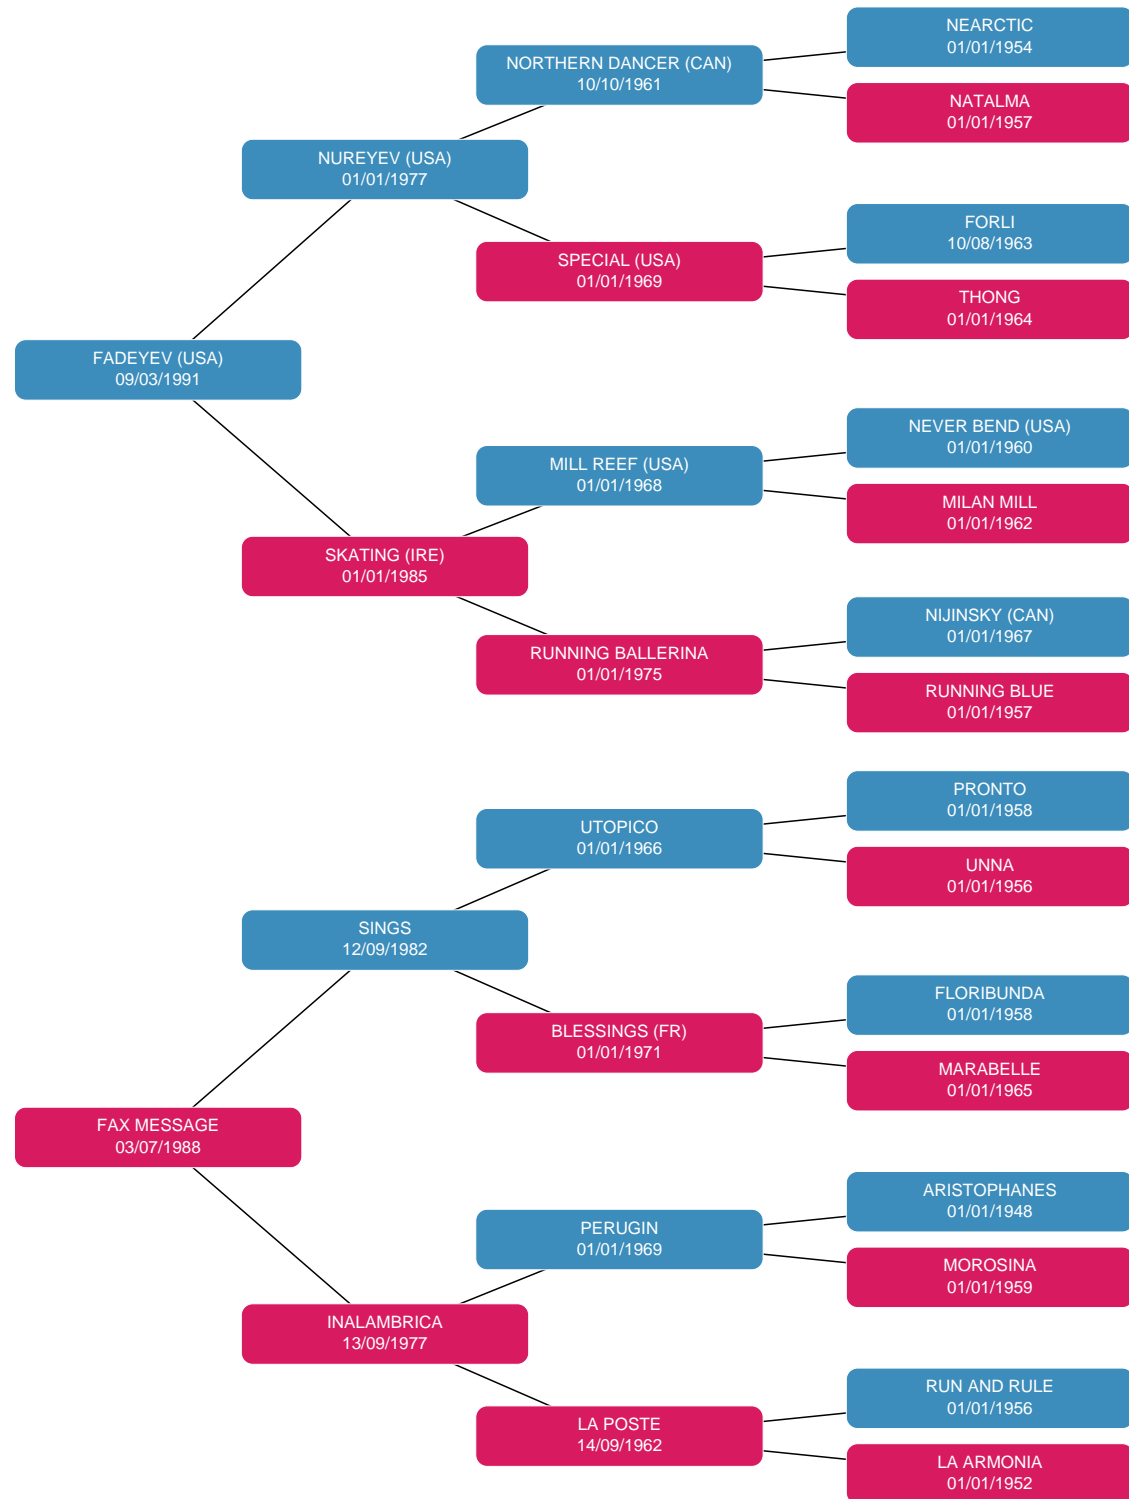 NEARCTIC
01/01/1954
NORTHERN DANCER (CAN)
10/10/1961
NATALMA
01/01/1957
NUREYEV (USA)
01/01/1977
FORLI
10/08/1963
SPECIAL (USA)
01/01/1969
THONG
01/01/1964
FADEYEV (USA)
09/03/1991
NEVER BEND (USA)
01/01/1960
MILL REEF (USA)
01/01/1968
MILAN MILL
01/01/1962
SKATING (IRE)
01/01/1985
NIJINSKY (CAN)
01/01/1967
RUNNING BALLERINA
01/01/1975
RUNNING BLUE
01/01/1957
PRONTO
01/01/1958
UTOPICO
01/01/1966
UNNA
01/01/1956
SINGS
12/09/1982
FLORIBUNDA
01/01/1958
BLESSINGS (FR)
01/01/1971
MARABELLE
01/01/1965
FAX MESSAGE
03/07/1988
ARISTOPHANES
01/01/1948
PERUGIN
01/01/1969
MOROSINA
01/01/1959
INALAMBRICA
13/09/1977
RUN AND RULE
01/01/1956
LA POSTE
14/09/1962
LA ARMONIA
01/01/1952